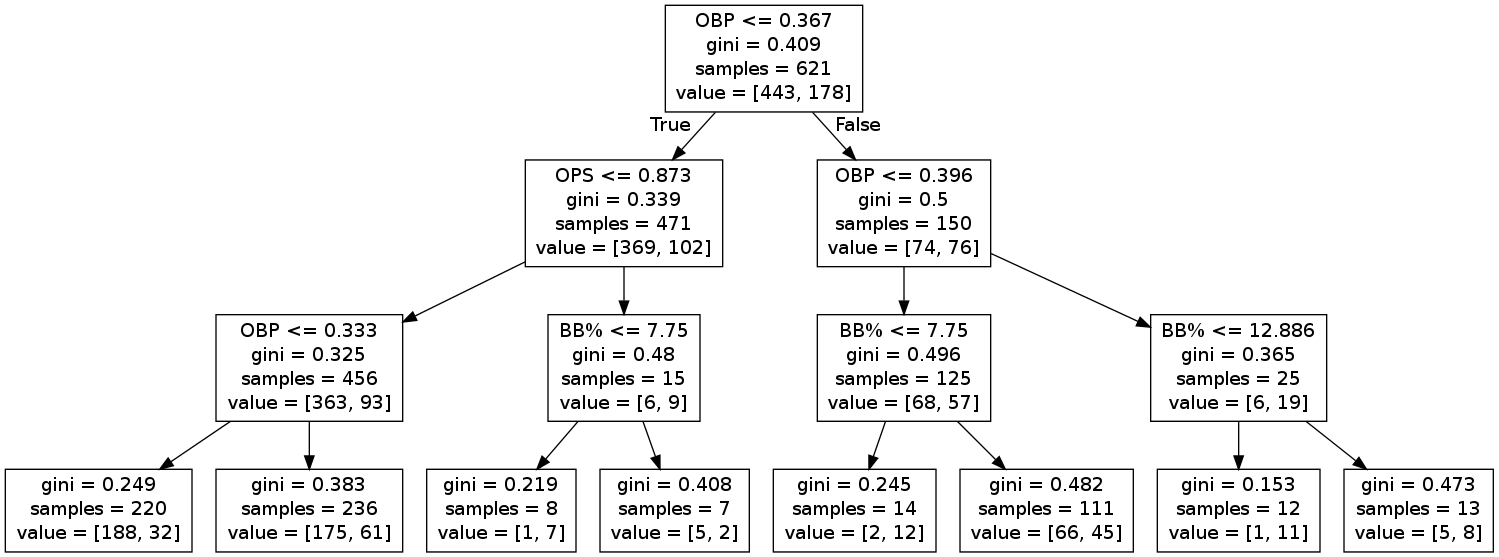 OBP <= 0.367
gini = 0.409
samples = 621
value = [443, 178]
True
False
OPS <= 0.873
gini = 0.339
samples = 471
value = [369, 102]
OBP <= 0.396
gini = 0.5
samples = 150
value = [74, 76]
OBP <= 0.333
gini = 0.325
samples = 456
value = [363, 93]
BB% <= 7.75
gini = 0.48
samples = 15
value = [6, 9]
BB% <= 7.75
gini = 0.496
samples = 125
value = [68, 57]
BB% <= 12.886
gini = 0.365
samples = 25
value = [6, 19]
gini = 0.249
samples = 220
value = [188, 32]
gini = 0.383
samples = 236
value = [175, 61]
gini = 0.219
samples = 8
value = [1, 7]
gini = 0.408
samples = 7
value = [5, 2]
gini = 0.245
samples = 14
value = [2, 12]
gini = 0.482
samples = 111
value = [66, 45]
gini = 0.153
samples = 12
value = [1, 11]
gini = 0.473
samples = 13
value = [5, 8]